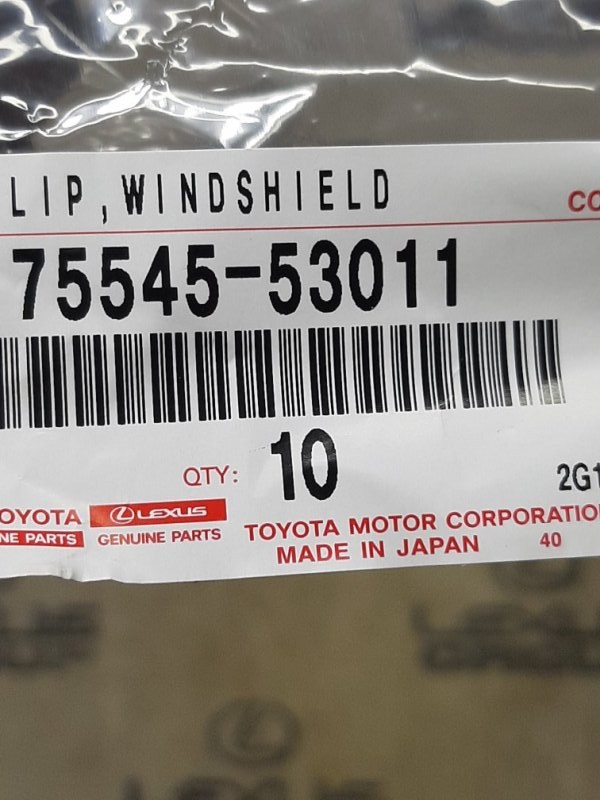 LIP,WINDSHIELD
CO
75545-53011
QTY: 10
2G1
OYOTA
NE PARTS
LEXUS
GENUINE PARTS
TOYOTA MOTOR CORPORATIO
MADE IN JAPAN
40
LEXUS